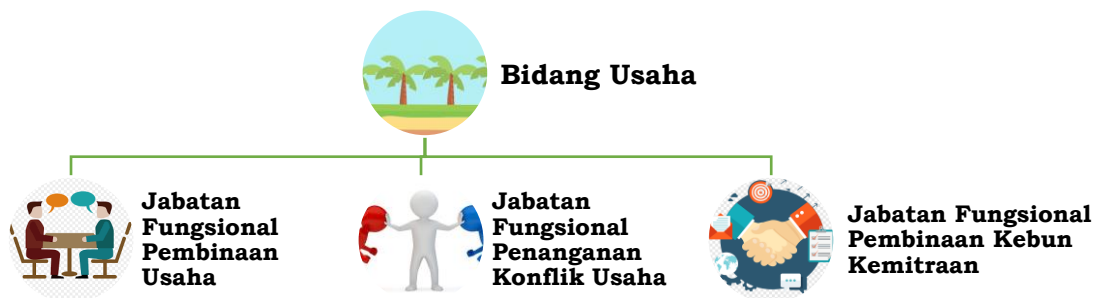 Bidang Usaha
Jabatan
Fungsional
Pembinaan
Usaha
Jabatan
Fungsional
Penanganan
Konflik Usaha
Jabatan Fungsional
Pembinaan Kebun
Kemitraan